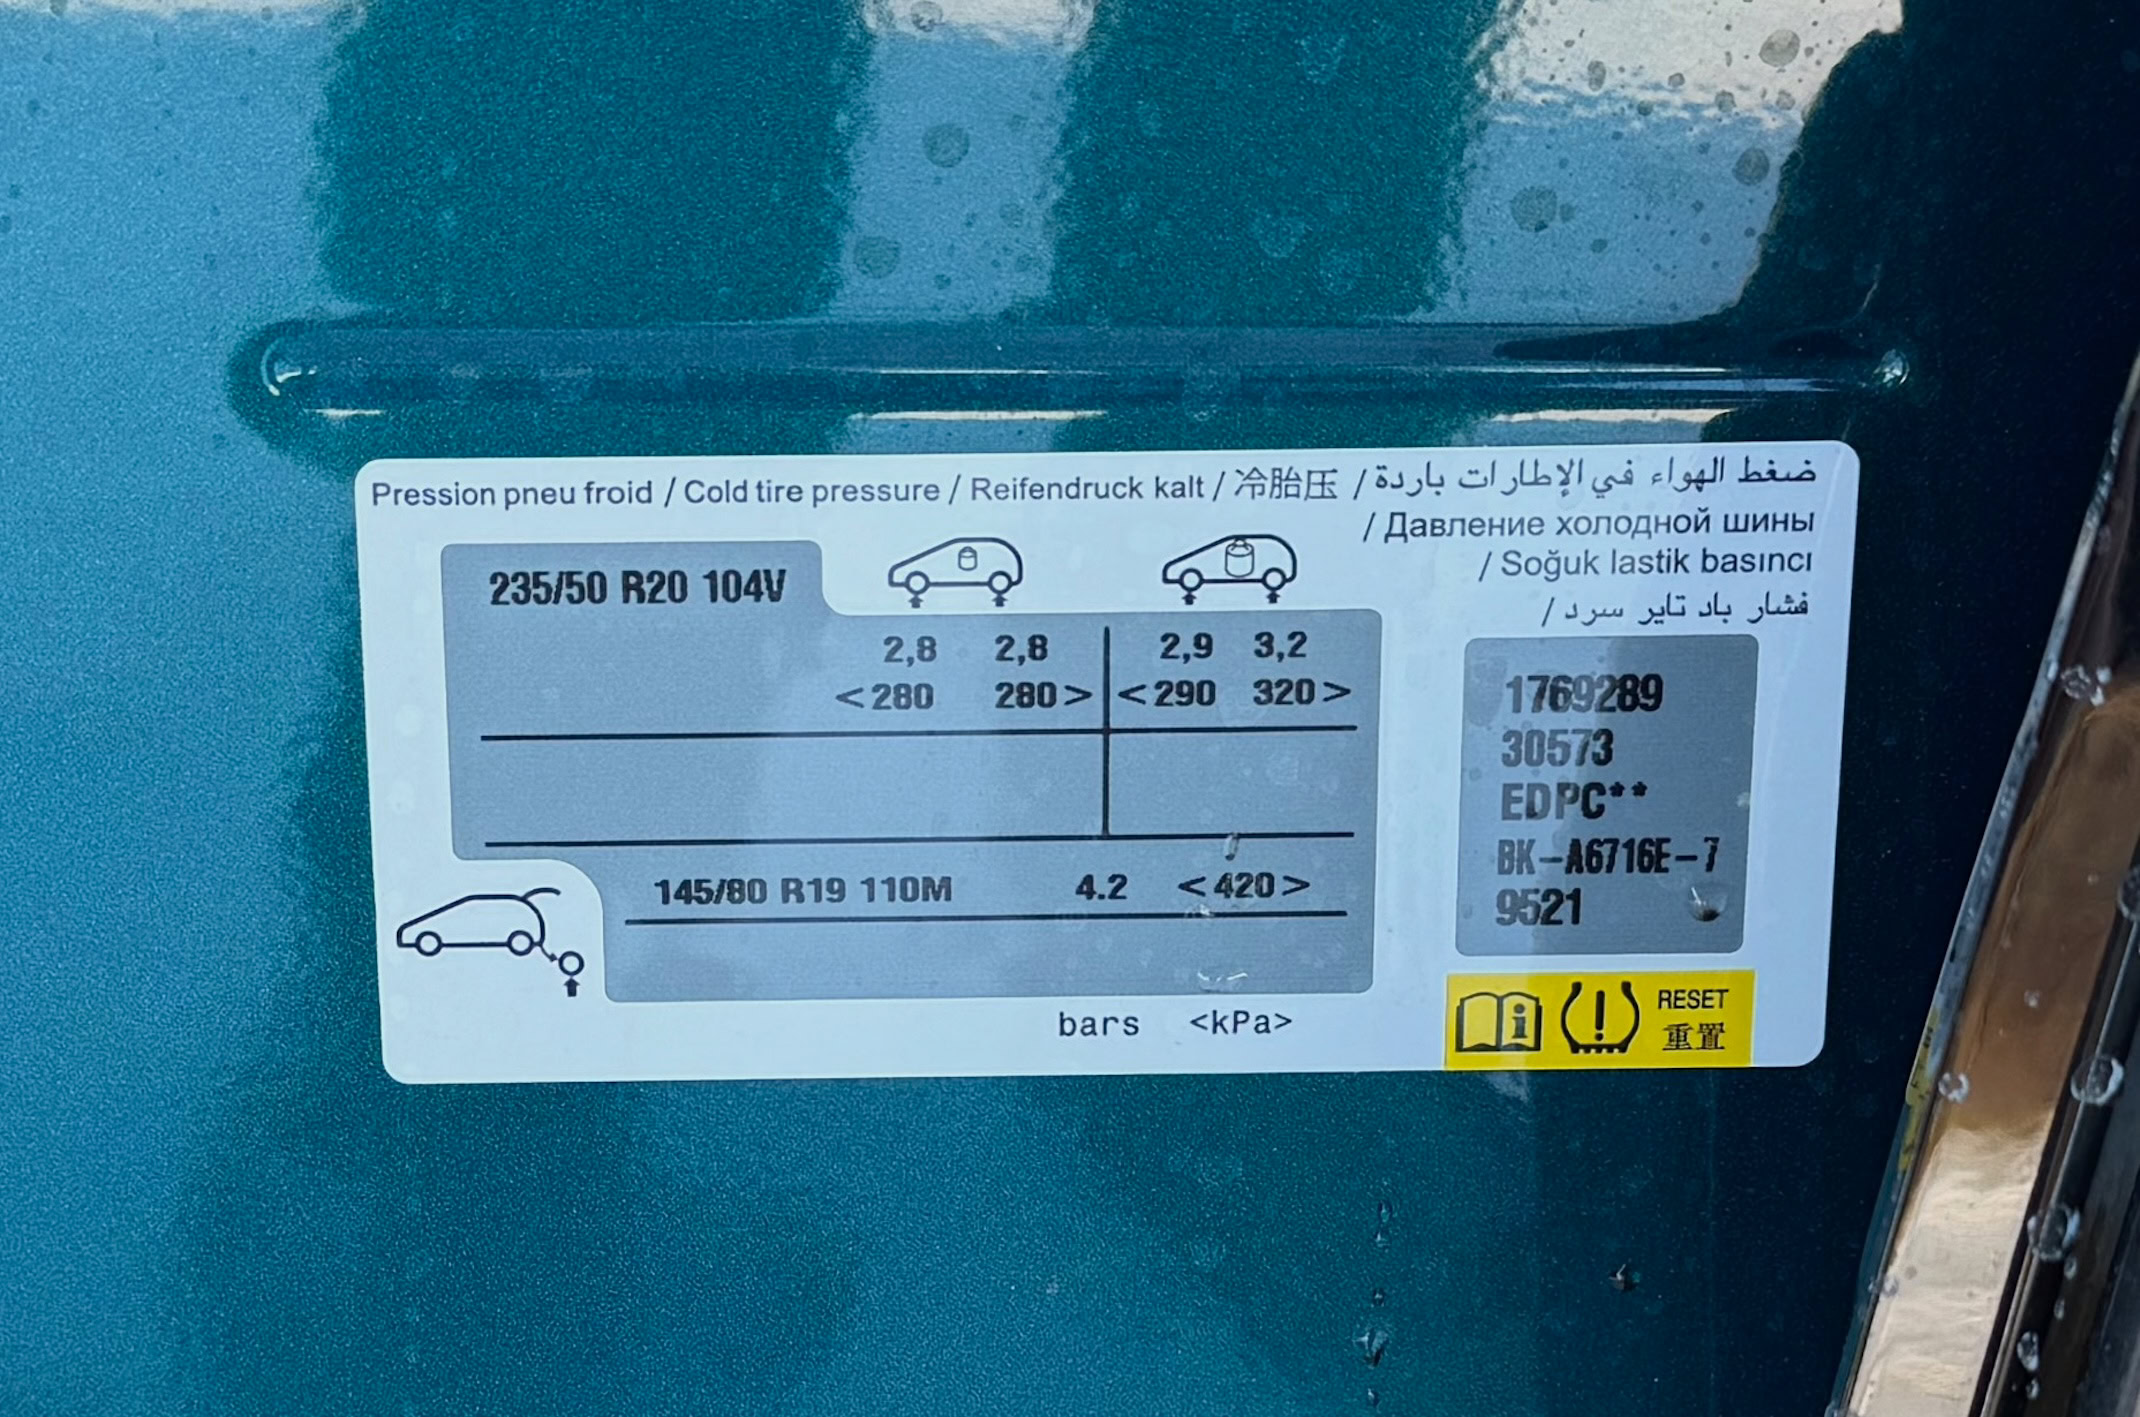 Pression pneu froid / Cold tire pressure / Reifendruck kalt / 冷胎压 / ضغط الهواء في الإطارات باردة
/ Давление холодной шины
/ Soğuk lastik basıncı
/ فشار باد تایر سرد
235/50 R20 104V
2,8 2,8 2,9 3,2
<280 280> <290 320>
145/80 R19 110M 4.2 <420>
bars <kPa>
1769289
30573
EDPC**
BK-A6716E-7
9521
RESET
重置